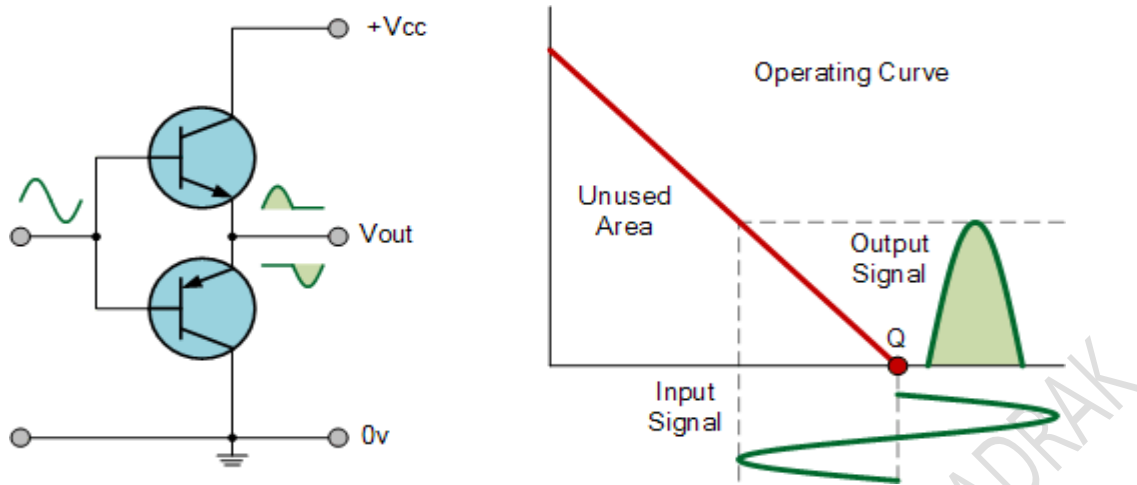 +Vcc
Vout
0v
Operating Curve
Unused
Area
Output
Signal
Q
Input
Signal